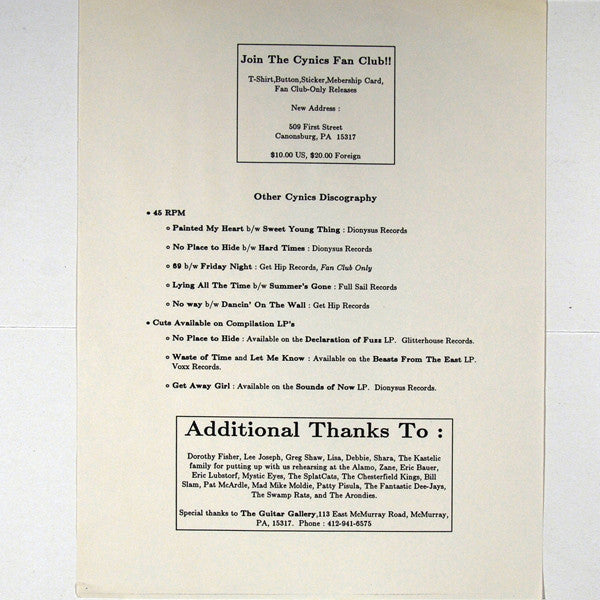 Join The Cynics Fan Club!!
T-Shirt,Button,Sticker,Mebership Card,
Fan Club-Only Releases
New Address :
509 First Street
Canonsburg, PA 15317
$10.00 US, $20.00 Foreign
Other Cynics Discography
• 45 RPM
o Painted My Heart b/w Sweet Young Thing : Dionysus Records
o No Place to Hide b/w Hard Times : Dionysus Records
o 69 b/w Friday Night : Get Hip Records, Fan Club Only
o Lying All The Time b/w Summer's Gone : Full Sail Records
o No way b/w Dancin' On The Wall : Get Hip Records
• Cuts Available on Compilation LP's
o No Place to Hide : Available on the Declaration of Fuzz LP. Glitterhouse Records.
o Waste of Time and Let Me Know : Available on the Beasts From The East LP.
Voxx Records.
o Get Away Girl : Available on the Sounds of Now LP. Dionysus Records.
Additional Thanks To :
Dorothy Fisher, Lee Joseph, Greg Shaw, Lisa, Debbie, Shara, The Kastelic
family for putting up with us rehearsing at the Alamo, Zane, Eric Bauer,
Eric Lubstorf, Mystic Eyes, The SplatCats, The Chesterfield Kings, Bill
Slam, Pat McArdle, Mad Mike Moldie, Patty Pisula, The Fantastic Dee-Jays,
The Swamp Rats, and The Arondies.
Special thanks to The Guitar Gallery,113 East McMurray Road, McMurray,
PA, 15317. Phone : 412-941-6575